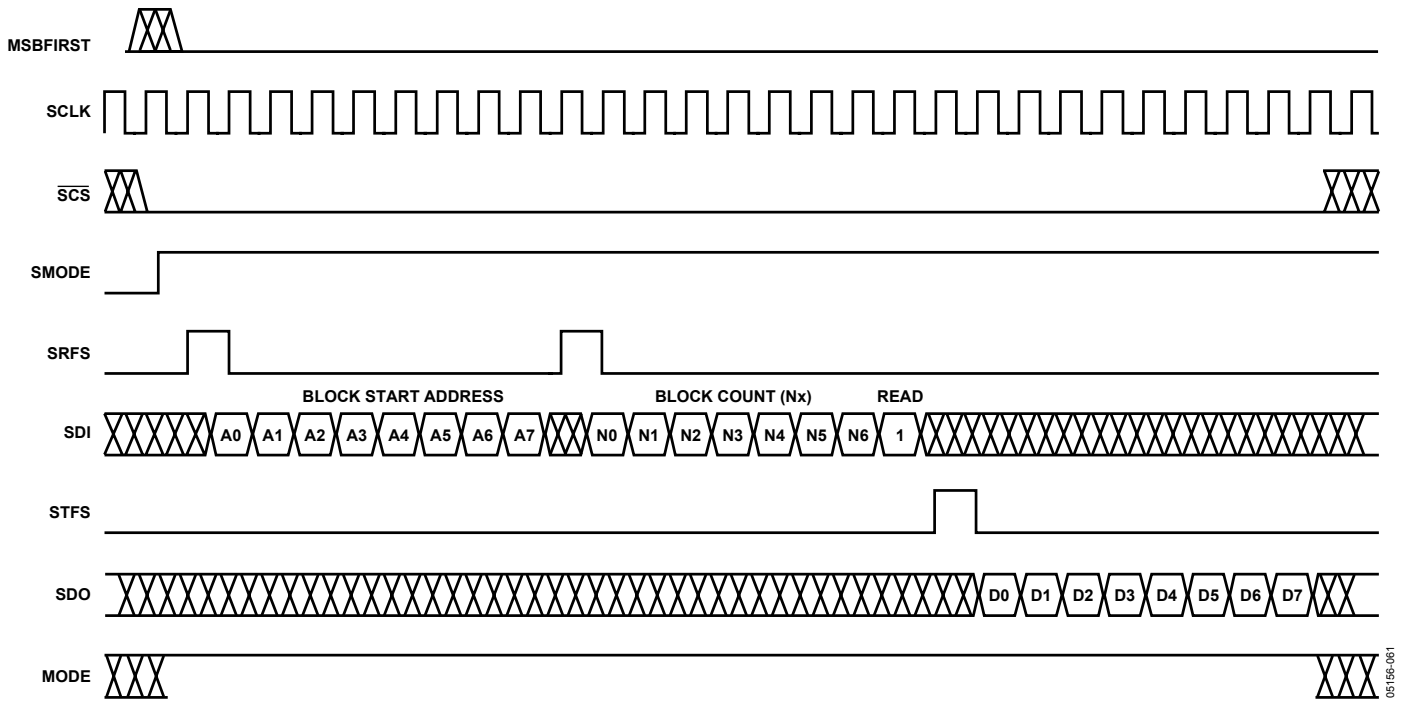 MSBFIRST
SCLK
SCS
SMODE
SRFS
BLOCK START ADDRESS BLOCK COUNT (Nx) READ
SDI A0 A1 A2 A3 A4 A5 A6 A7 N0 N1 N2 N3 N4 N5 N6 1
STFS
SDO D0 D1 D2 D3 D4 D5 D6 D7
MODE
05156-061